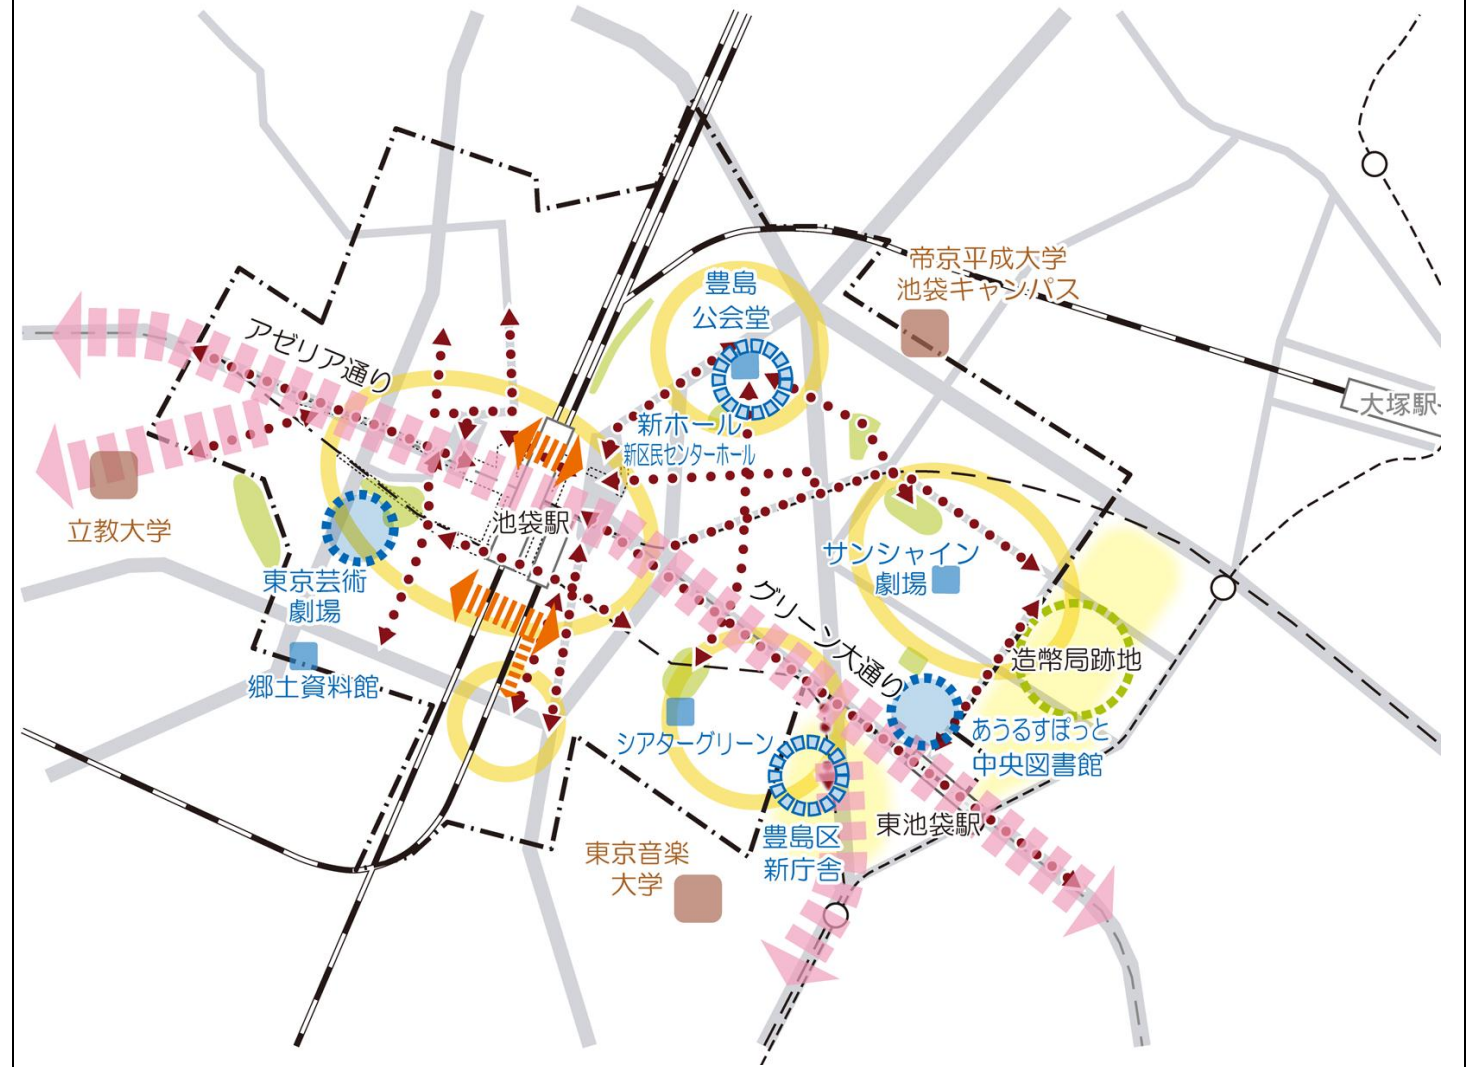 帝京平成大学
池袋キャンパス
豊島
公会堂
アゼリア通り
大塚駅
新ホール
新区民センターホール
池袋駅
立教大学
サンシャイン
劇場
東京芸術
劇場
グリーン大通り
造幣局跡地
郷土資料館
あうるすぽっと
中央図書館
シアターグリーン
東池袋駅
豊島区
新庁舎
東京音楽
大学